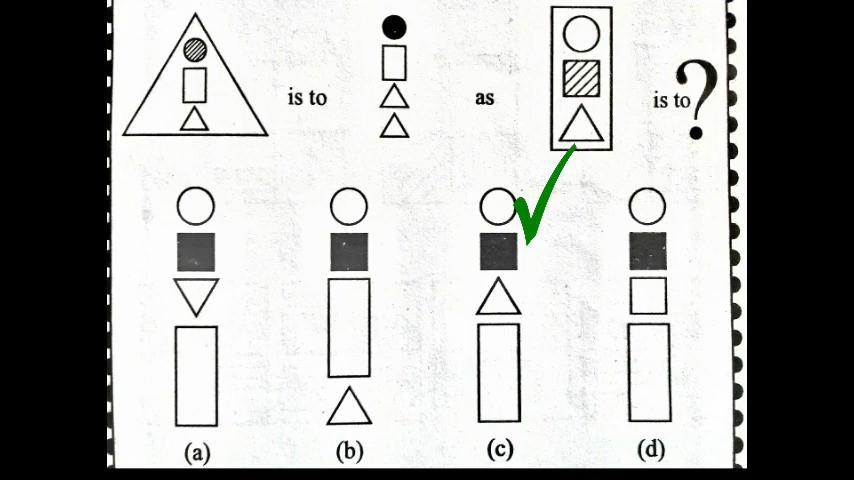 is to as is to ?
(a) (b) (c) (d)